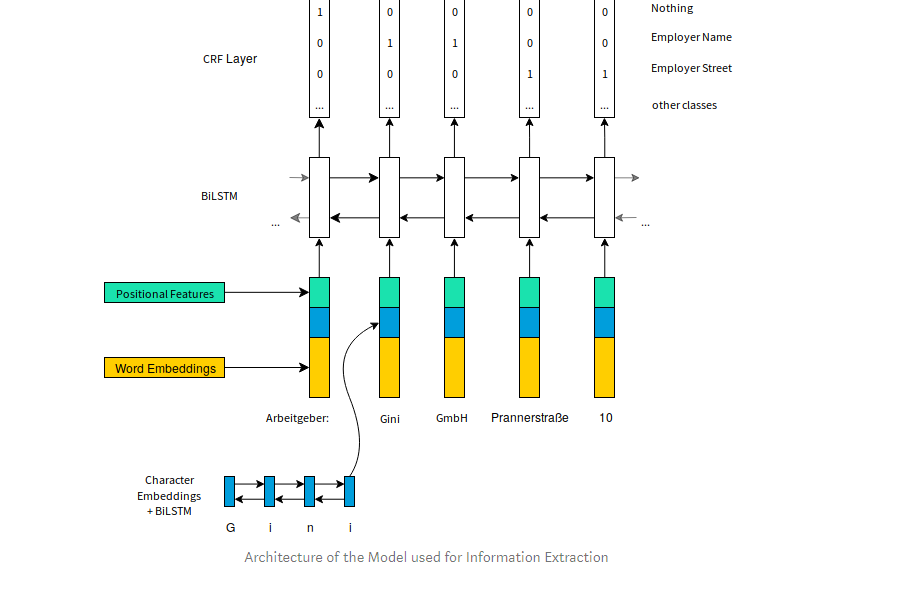 1 0 0 0 0 Nothing
0 1 1 0 0 Employer Name
CRF Layer
0 0 0 1 1 Employer Street
... ... ... ... ... other classes
BiLSTM
... ...
Positional Features
Word Embeddings
Arbeitgeber: Gini GmbH Prannerstraße 10
Character
Embeddings
+ BiLSTM
G i n i
Architecture of the Model used for Information Extraction